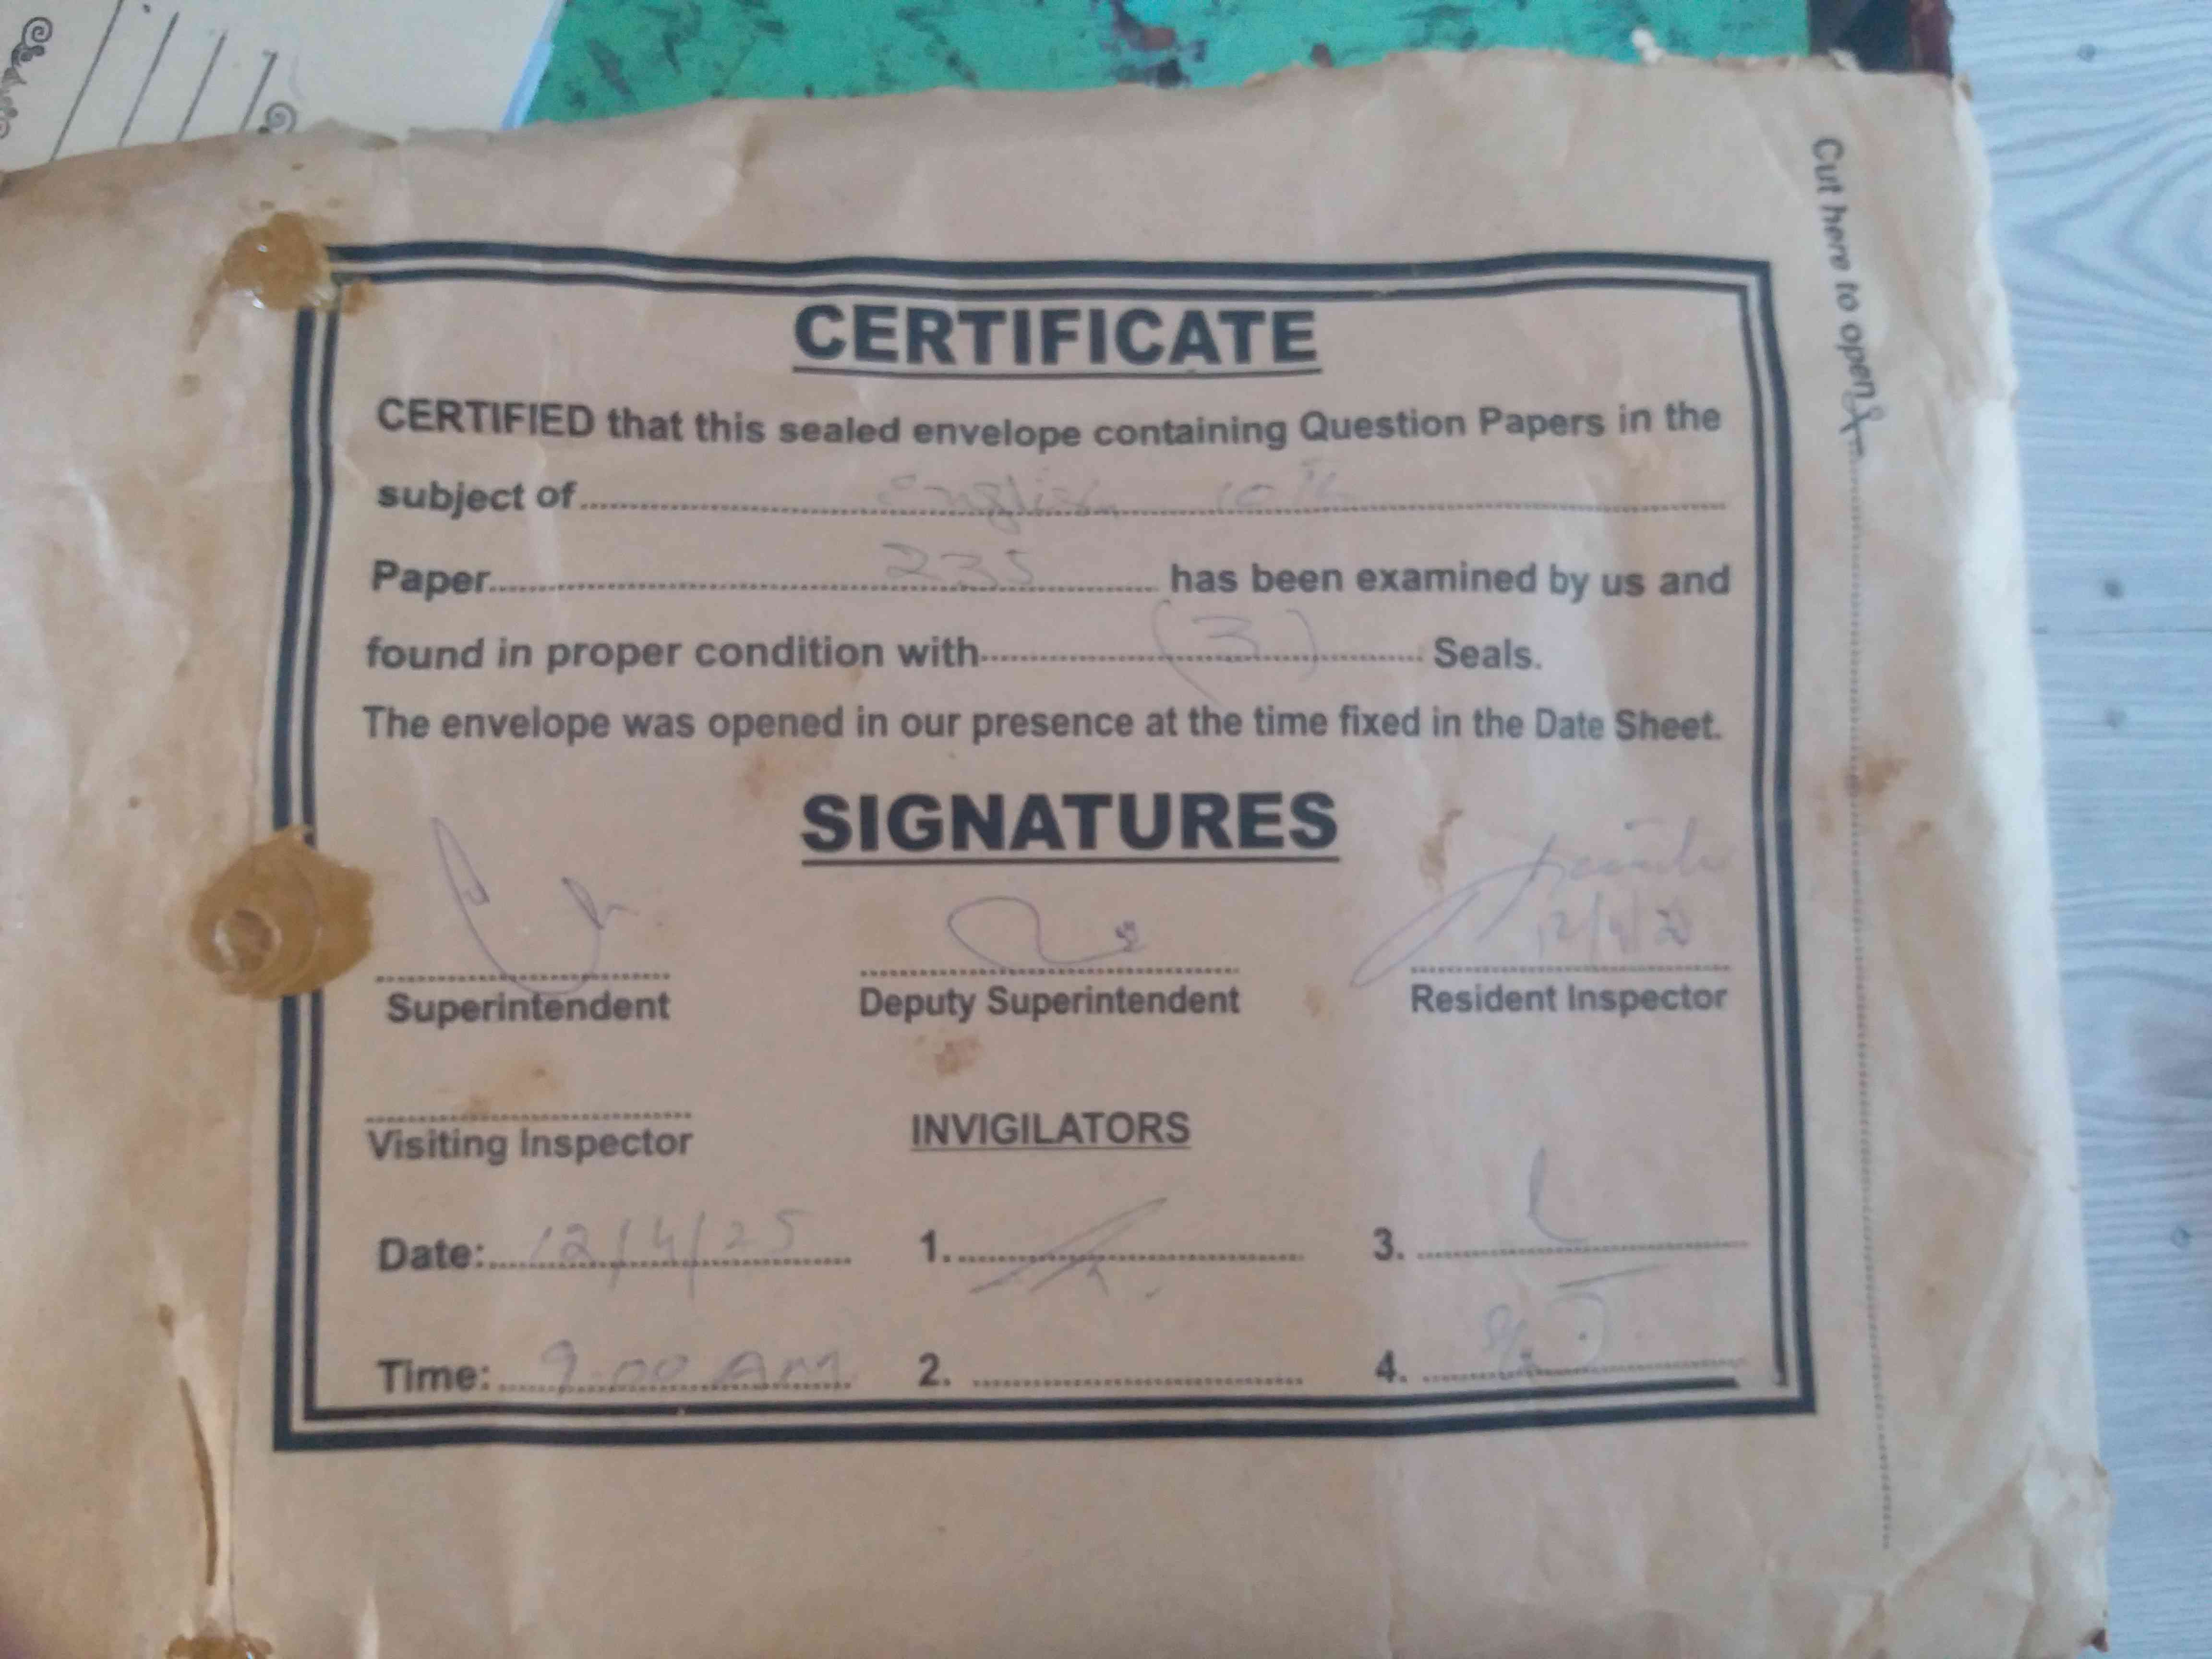 Cut here to open
CERTIFICATE
CERTIFIED that this sealed envelope containing Question Papers in the
subject of English 10th
Paper 235 has been examined by us and
found in proper condition with (3) Seals.
The envelope was opened in our presence at the time fixed in the Date Sheet.
SIGNATURES
Superintendent Deputy Superintendent Resident Inspector
Visiting Inspector INVIGILATORS
Date: 12/4/25 1. 3.
Time: 9:00 AM 2. 4.